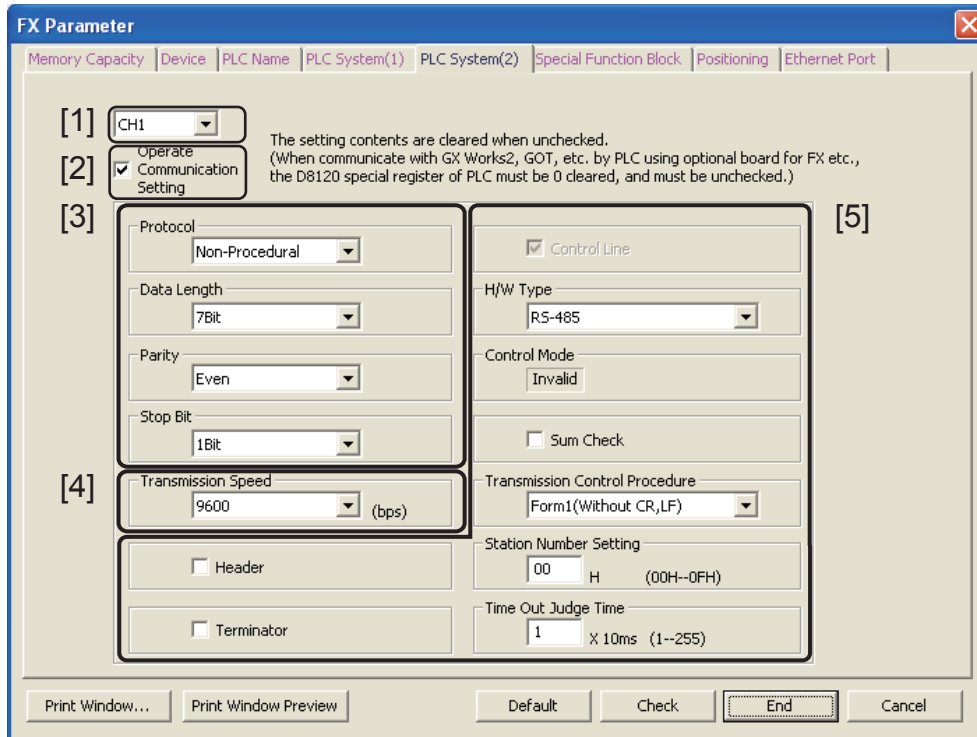 FX Parameter
Memory Capacity Device PLC Name PLC System(1) PLC System(2) Special Function Block Positioning Ethernet Port
[1]
CH1
[2]
Operate
Communication
Setting
The setting contents are cleared when unchecked.
(When communicate with GX Works2, GOT, etc. by PLC using optional board for FX etc.,
the D8120 special register of PLC must be 0 cleared, and must be unchecked.)
[3]
Protocol
Non-Procedural
Data Length
7Bit
Parity
Even
Stop Bit
1Bit
[4]
Transmission Speed
9600 (bps)
Header
Terminator
[5]
Control Line
H/W Type
RS-485
Control Mode
Invalid
Sum Check
Transmission Control Procedure
Form1(Without CR,LF)
Station Number Setting
00 H (00H--0FH)
Time Out Judge Time
1 X 10ms (1--255)
Print Window... Print Window Preview Default Check End Cancel